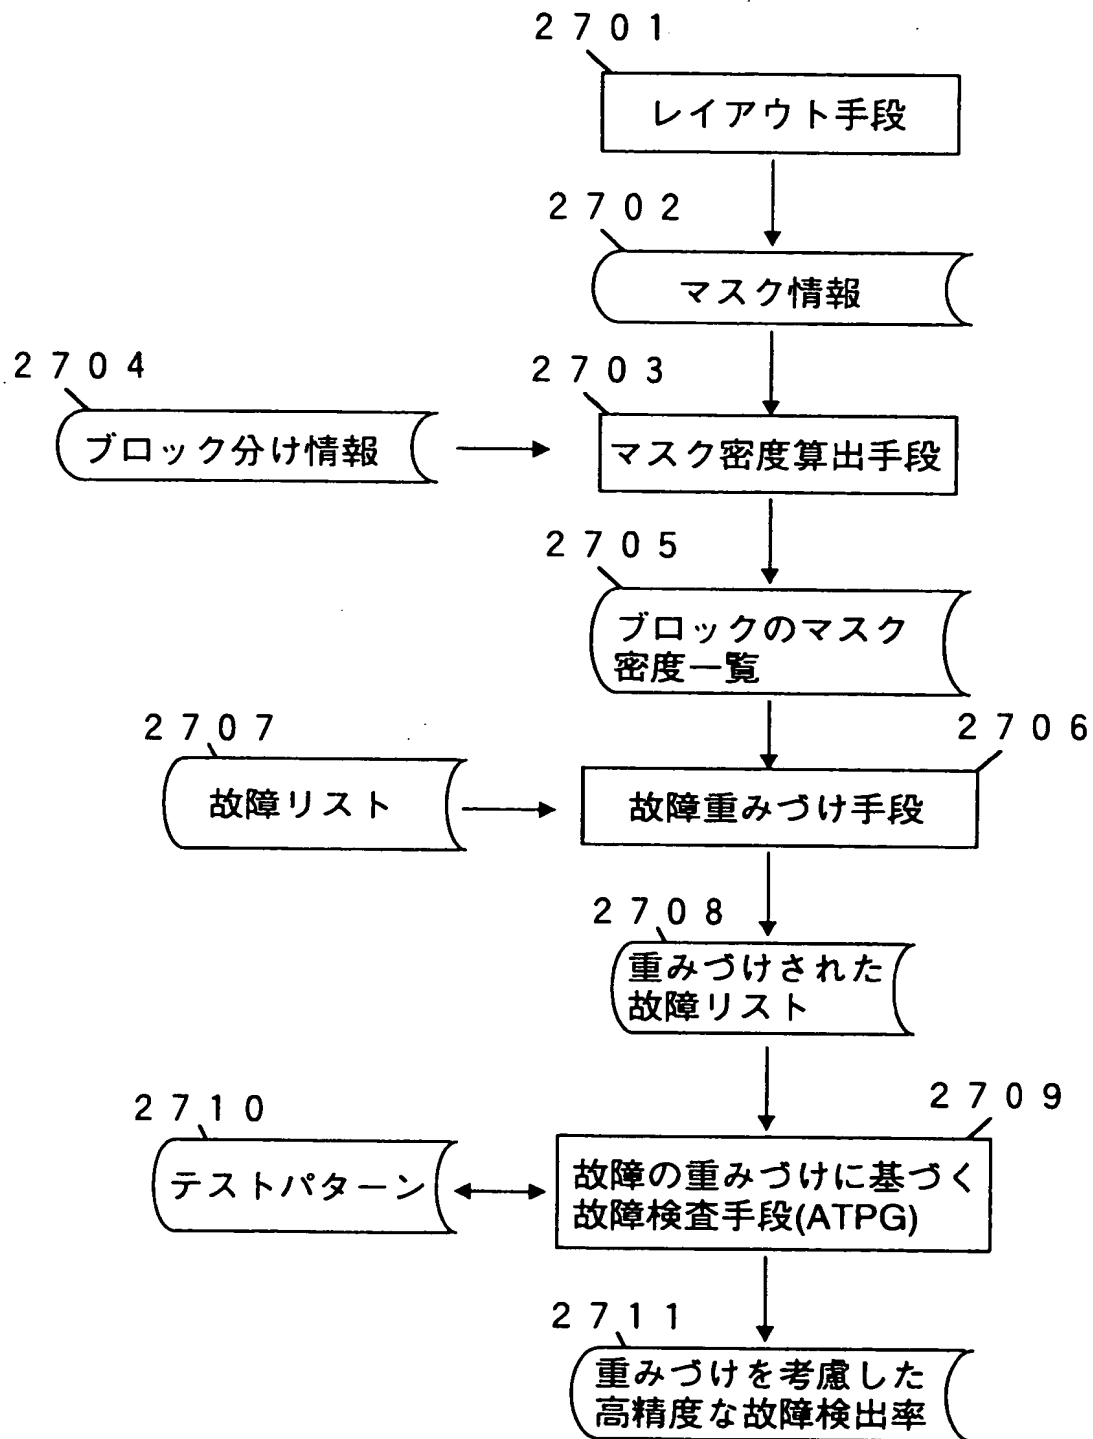 2701
レイアウト手段
2702
マスク情報
2704
ブロック分け情報
2703
マスク密度算出手段
2705
ブロックのマスク
密度一覧
2707
故障リスト
2706
故障重みづけ手段
2708
重みづけされた
故障リスト
2710
テストパターン
2709
故障の重みづけに基づく
故障検査手段(ATPG)
2711
重みづけを考慮した
高精度な故障検出率